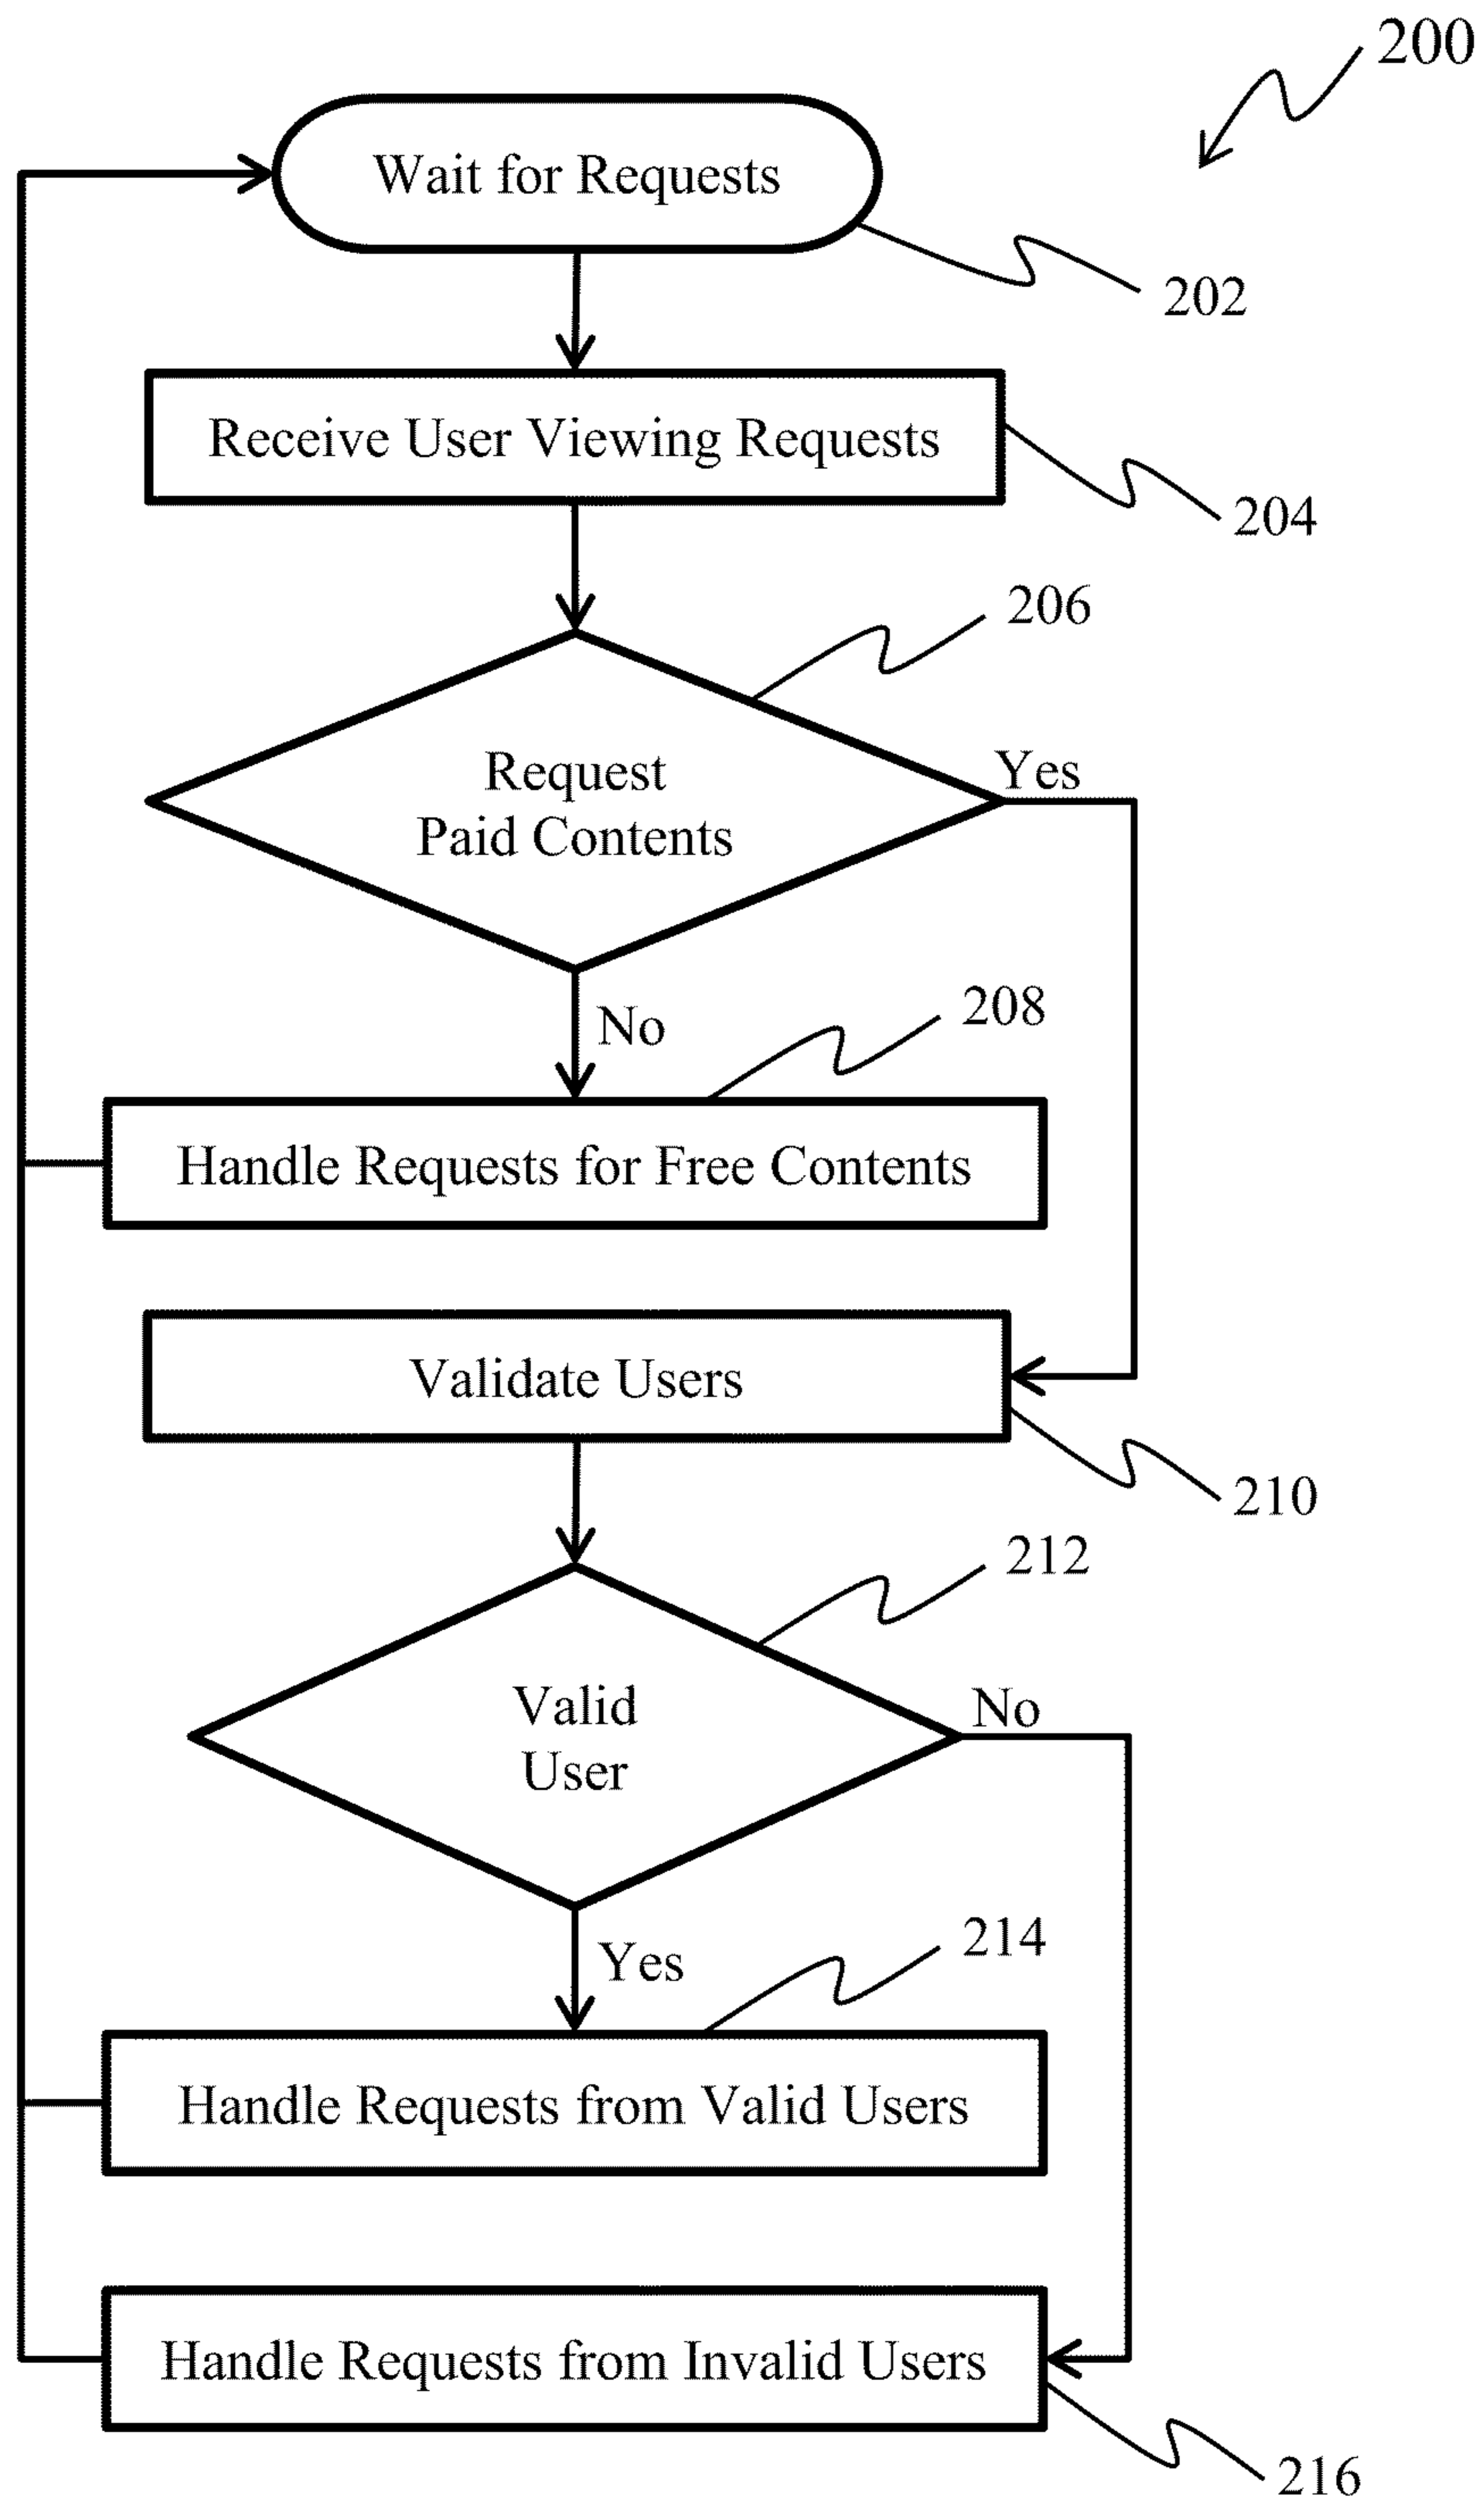 200
Wait for Requests
202
Receive User Viewing Requests
204
206
Request
Paid Contents
Yes
No
208
Handle Requests for Free Contents
Validate Users
210
212
Valid
User
No
Yes
214
Handle Requests from Valid Users
Handle Requests from Invalid Users
216